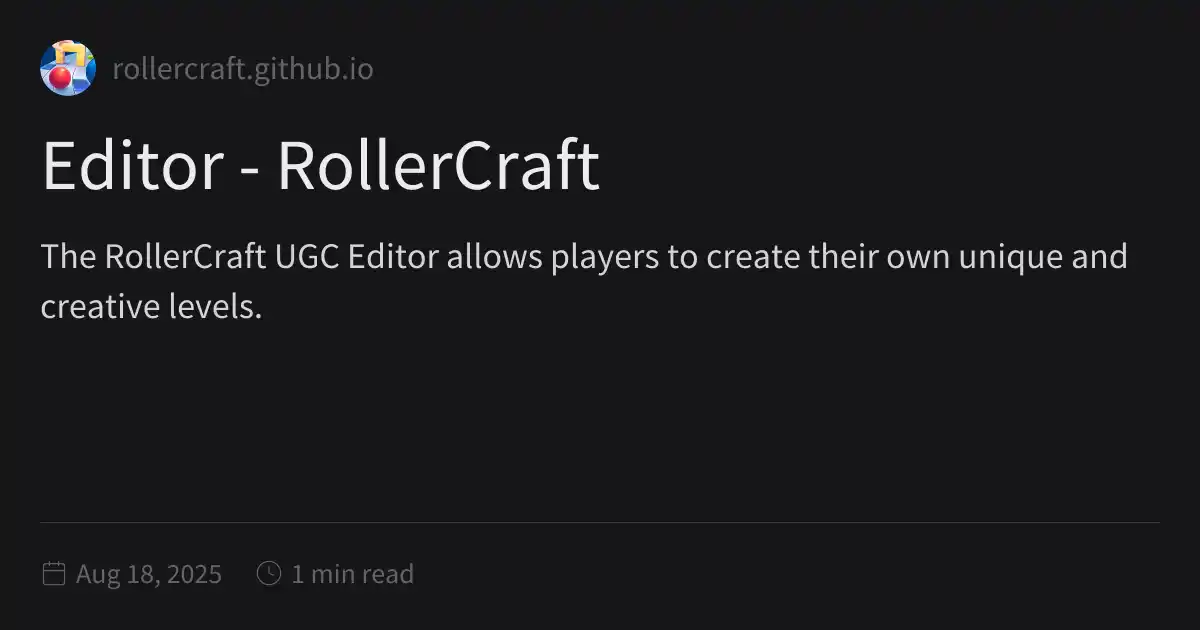 rollercraft.github.io
Editor - RollerCraft
The RollerCraft UGC Editor allows players to create their own unique and
creative levels.
Aug 18, 2025
1 min read